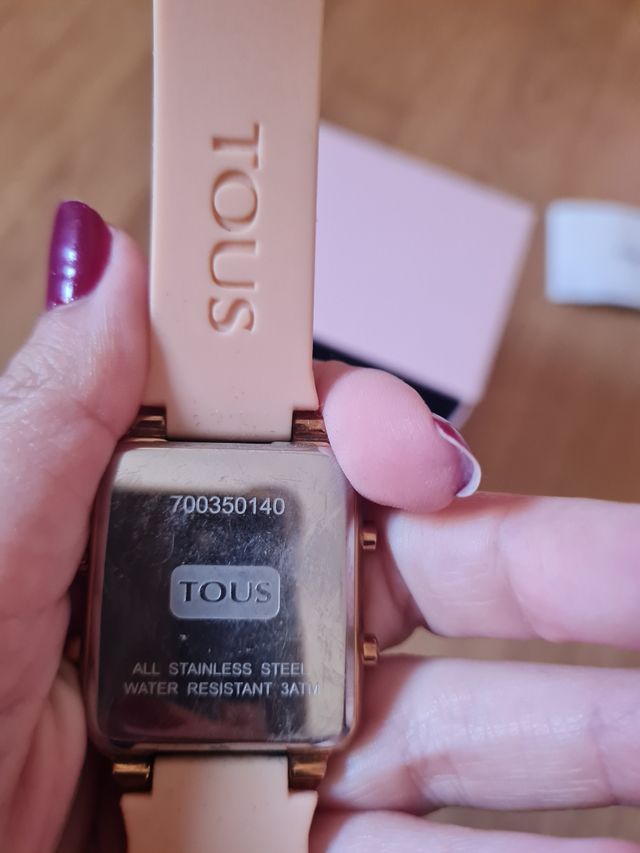 TOUS
700350140
TOUS
ALL STAINLESS STEEL
WATER RESISTANT 3ATM